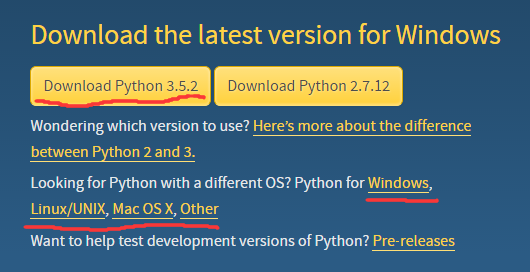 Download the latest version for Windows
Download Python 3.5.2 Download Python 2.7.12
Wondering which version to use? Here's more about the difference
between Python 2 and 3.
Looking for Python with a different OS? Python for Windows,
Linux/UNIX, Mac OS X, Other
Want to help test development versions of Python? Pre-releases